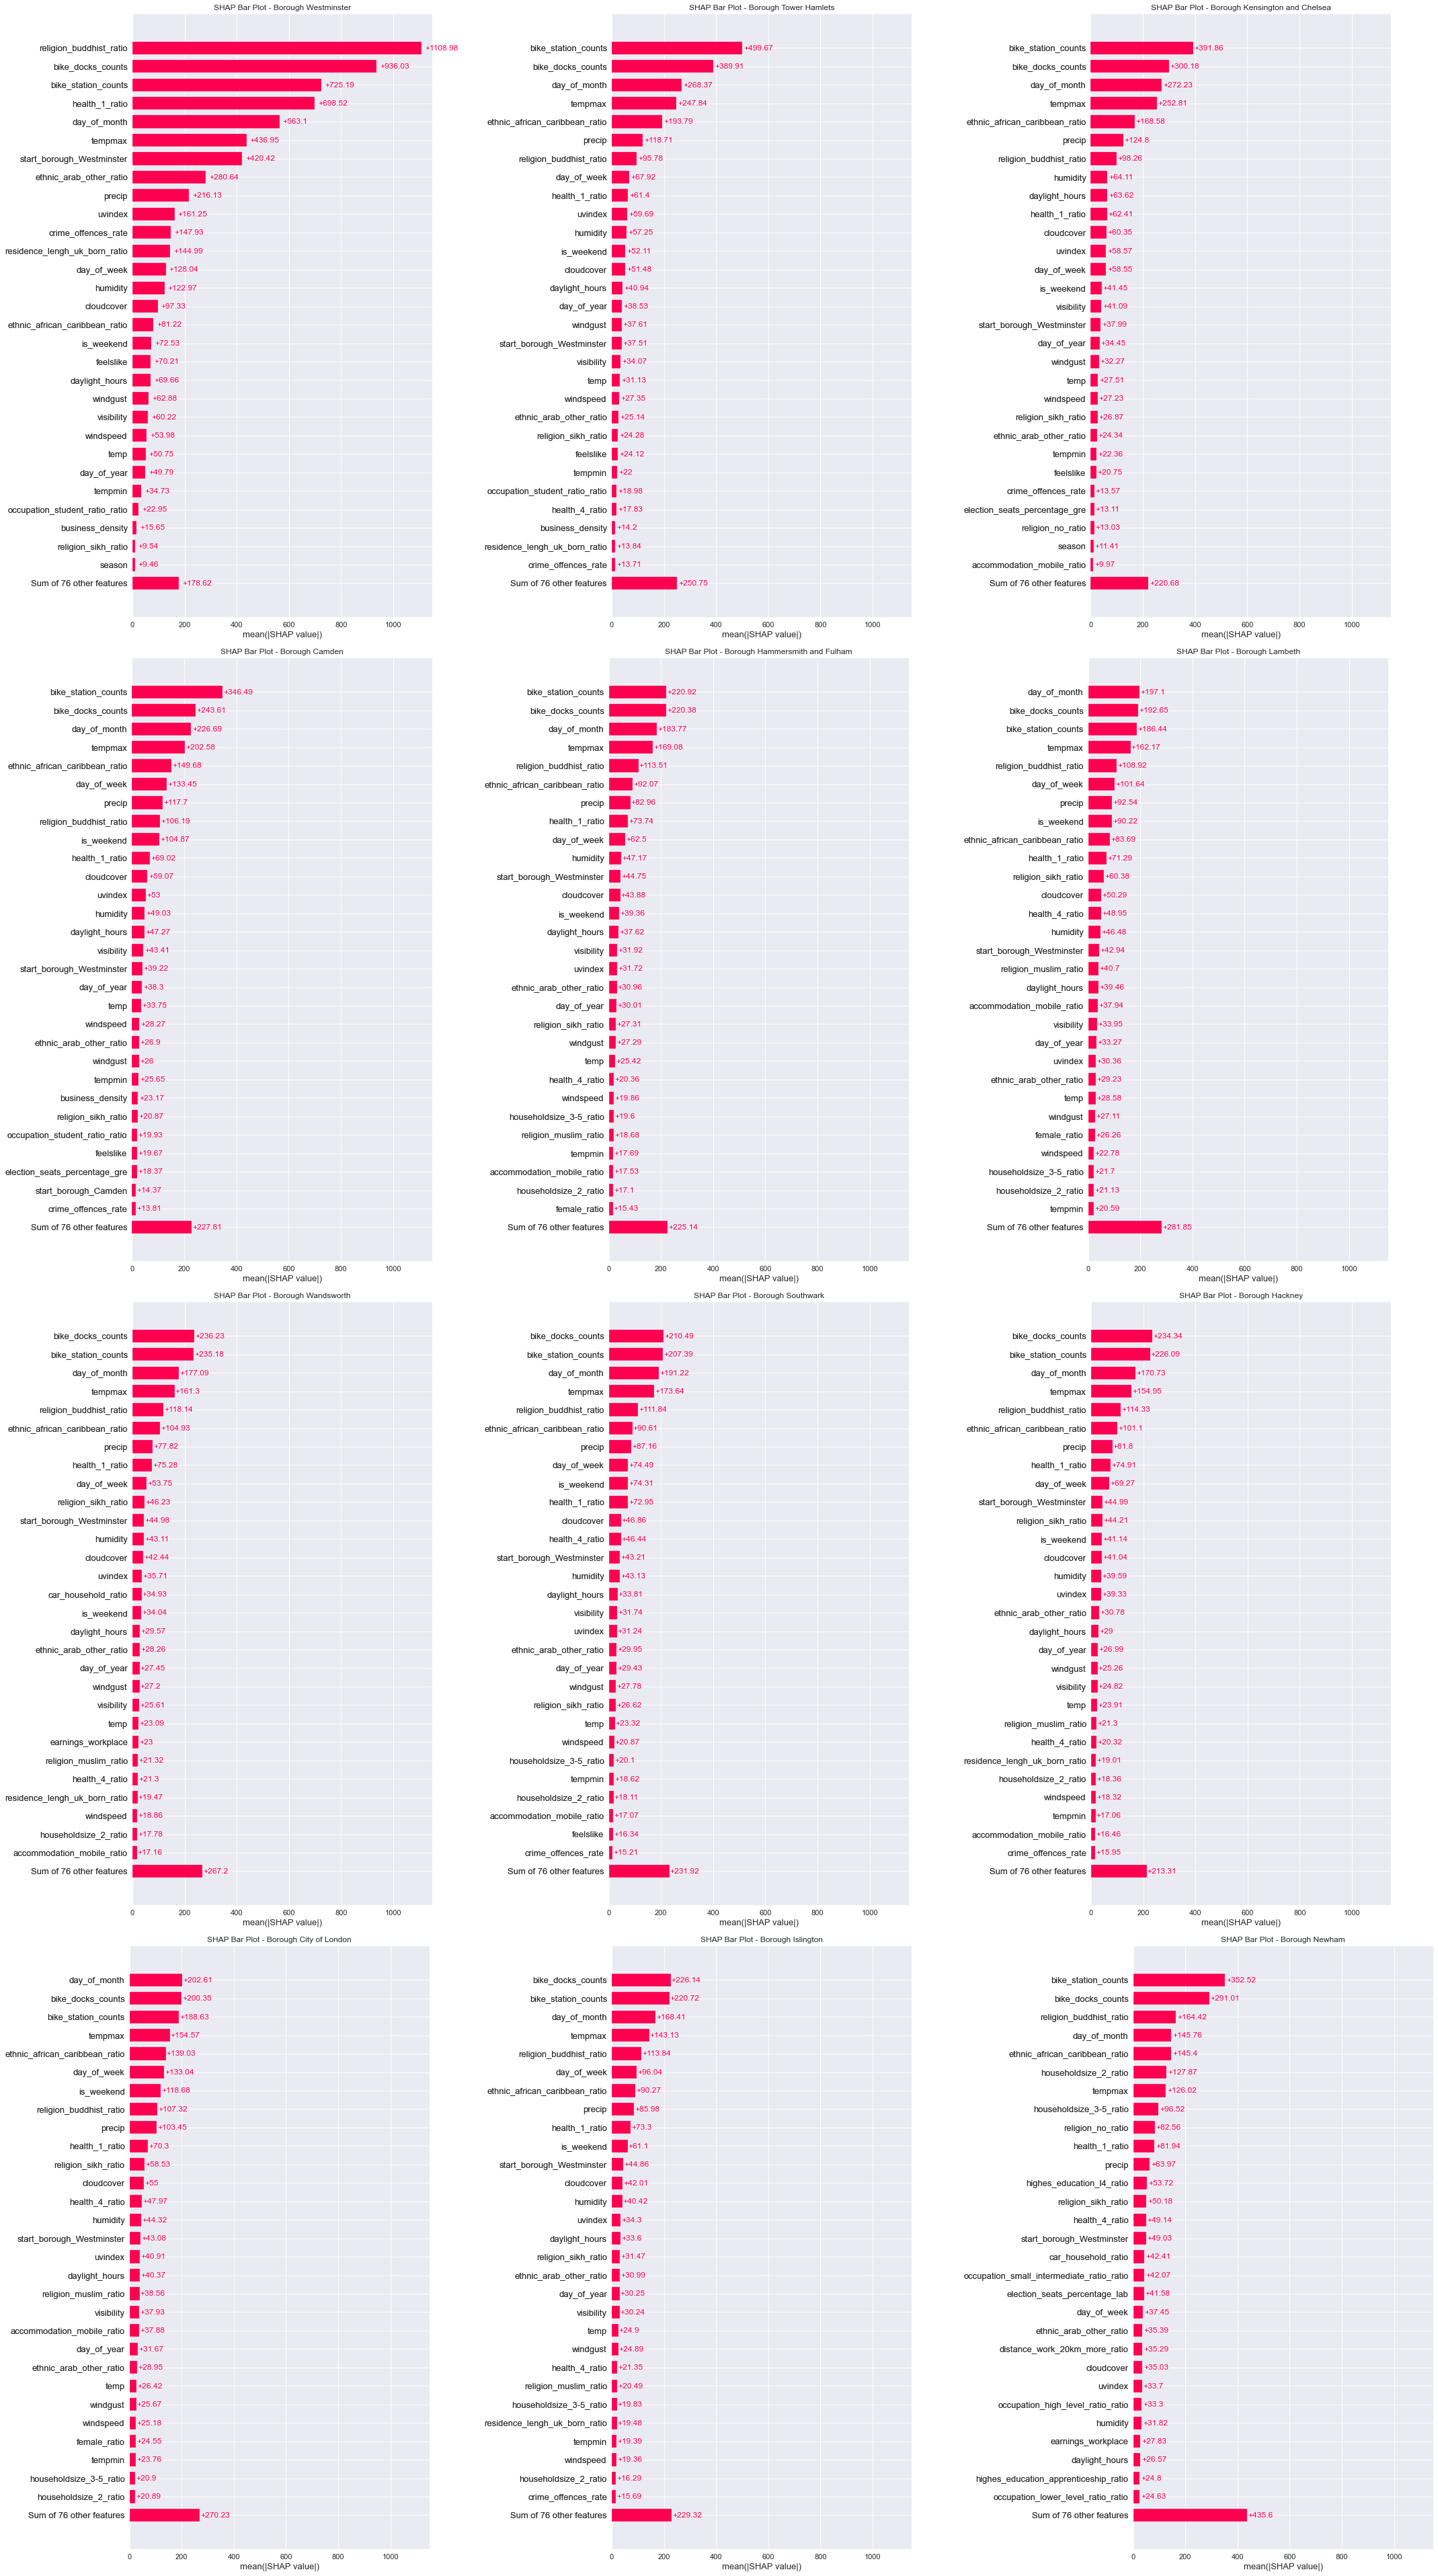 SHAP Bar Plot - Borough Westminster
religion_buddhist_ratio +1108.98
bike_docks_counts +936.03
bike_station_counts +725.19
health_1_ratio +698.52
day_of_month +563.1
tempmax +436.95
start_borough_Westminster +420.42
ethnic_arab_other_ratio +280.64
precip +216.13
uvindex +161.25
crime_offences_rate +147.93
residence_lengh_uk_born_ratio +144.99
day_of_week +128.04
humidity +122.97
cloudcover +97.33
ethnic_african_caribbean_ratio +81.22
is_weekend +72.53
feelslike +70.21
daylight_hours +69.66
windgust +62.88
visibility +60.22
windspeed +53.98
temp +50.75
day_of_year +49.79
tempmin +34.73
occupation_student_ratio_ratio +22.95
business_density +15.65
religion_sikh_ratio +9.54
season +9.46
Sum of 76 other features +178.62
0 200 400 600 800 1000
mean(|SHAP value|)
SHAP Bar Plot - Borough Tower Hamlets
bike_station_counts +499.67
bike_docks_counts +389.91
day_of_month +268.37
tempmax +247.84
ethnic_african_caribbean_ratio +193.79
precip +118.71
religion_buddhist_ratio +95.78
day_of_week +67.92
health_1_ratio +61.4
uvindex +59.69
humidity +57.25
is_weekend +52.11
cloudcover +51.48
daylight_hours +40.94
day_of_year +38.53
windgust +37.61
start_borough_Westminster +37.51
visibility +34.07
temp +31.13
windspeed +27.35
ethnic_arab_other_ratio +25.14
religion_sikh_ratio +24.28
feelslike +24.12
tempmin +22
occupation_student_ratio_ratio +18.98
health_4_ratio +17.83
business_density +14.2
residence_lengh_uk_born_ratio +13.84
crime_offences_rate +13.71
Sum of 76 other features +250.75
0 200 400 600 800 1000
mean(|SHAP value|)
SHAP Bar Plot - Borough Kensington and Chelsea
bike_station_counts +391.86
bike_docks_counts +300.18
day_of_month +272.23
tempmax +252.81
ethnic_african_caribbean_ratio +168.58
precip +124.8
religion_buddhist_ratio +98.26
humidity +64.11
daylight_hours +63.62
health_1_ratio +62.41
cloudcover +60.35
uvindex +58.57
day_of_week +58.55
is_weekend +41.45
visibility +41.09
start_borough_Westminster +37.99
day_of_year +34.45
windgust +32.27
temp +27.51
windspeed +27.23
religion_sikh_ratio +26.87
ethnic_arab_other_ratio +24.34
tempmin +22.36
feelslike +20.75
crime_offences_rate +13.57
election_seats_percentage_gre +13.11
religion_no_ratio +13.03
season +11.41
accommodation_mobile_ratio +9.97
Sum of 76 other features +220.68
0 200 400 600 800 1000
mean(|SHAP value|)
SHAP Bar Plot - Borough Camden
bike_station_counts +346.49
bike_docks_counts +243.61
day_of_month +226.69
tempmax +202.58
ethnic_african_caribbean_ratio +149.68
day_of_week +133.45
precip +117.7
religion_buddhist_ratio +106.19
is_weekend +104.87
health_1_ratio +69.02
cloudcover +59.07
uvindex +53
humidity +49.03
daylight_hours +47.27
visibility +43.41
start_borough_Westminster +39.22
day_of_year +38.3
temp +33.75
windspeed +28.27
ethnic_arab_other_ratio +26.9
windgust +26
tempmin +25.65
business_density +23.17
religion_sikh_ratio +20.87
occupation_student_ratio_ratio +19.93
feelslike +19.67
election_seats_percentage_gre +18.37
start_borough_Camden +14.37
crime_offences_rate +13.81
Sum of 76 other features +227.81
0 200 400 600 800 1000
mean(|SHAP value|)
SHAP Bar Plot - Borough Hammersmith and Fulham
bike_station_counts +220.92
bike_docks_counts +220.38
day_of_month +183.77
tempmax +169.08
religion_buddhist_ratio +113.51
ethnic_african_caribbean_ratio +92.07
precip +82.96
health_1_ratio +73.74
day_of_week +62.5
humidity +47.17
start_borough_Westminster +44.75
cloudcover +43.88
is_weekend +39.36
daylight_hours +37.62
visibility +31.92
uvindex +31.72
ethnic_arab_other_ratio +30.96
day_of_year +30.01
religion_sikh_ratio +27.31
windgust +27.29
temp +25.42
health_4_ratio +20.36
windspeed +19.86
householdsize_3-5_ratio +19.6
religion_muslim_ratio +18.68
tempmin +17.69
accommodation_mobile_ratio +17.53
householdsize_2_ratio +17.1
female_ratio +15.43
Sum of 76 other features +225.14
0 200 400 600 800 1000
mean(|SHAP value|)
SHAP Bar Plot - Borough Lambeth
day_of_month +197.1
bike_docks_counts +192.65
bike_station_counts +186.44
tempmax +162.17
religion_buddhist_ratio +108.92
day_of_week +101.64
precip +92.54
is_weekend +90.22
ethnic_african_caribbean_ratio +83.69
health_1_ratio +71.29
religion_sikh_ratio +60.38
cloudcover +50.29
health_4_ratio +48.95
humidity +46.48
start_borough_Westminster +42.94
religion_muslim_ratio +40.7
daylight_hours +39.46
accommodation_mobile_ratio +37.94
visibility +33.95
day_of_year +33.27
uvindex +30.36
ethnic_arab_other_ratio +29.23
temp +28.58
windgust +27.11
female_ratio +26.26
windspeed +22.78
householdsize_3-5_ratio +21.7
householdsize_2_ratio +21.13
tempmin +20.59
Sum of 76 other features +281.85
0 200 400 600 800 1000
mean(|SHAP value|)
SHAP Bar Plot - Borough Wandsworth
bike_docks_counts +236.23
bike_station_counts +235.18
day_of_month +177.09
tempmax +161.3
religion_buddhist_ratio +118.14
ethnic_african_caribbean_ratio +104.93
precip +77.82
health_1_ratio +75.28
day_of_week +53.75
religion_sikh_ratio +46.23
start_borough_Westminster +44.98
humidity +43.11
cloudcover +42.44
uvindex +35.71
car_household_ratio +34.93
is_weekend +34.04
daylight_hours +29.57
ethnic_arab_other_ratio +28.26
day_of_year +27.45
windgust +27.2
visibility +25.61
temp +23.09
earnings_workplace +23
religion_muslim_ratio +21.32
health_4_ratio +21.3
residence_lengh_uk_born_ratio +19.47
windspeed +18.86
householdsize_2_ratio +17.78
accommodation_mobile_ratio +17.16
Sum of 76 other features +267.2
0 200 400 600 800 1000
mean(|SHAP value|)
SHAP Bar Plot - Borough Southwark
bike_docks_counts +210.49
bike_station_counts +207.39
day_of_month +191.22
tempmax +173.64
religion_buddhist_ratio +111.84
ethnic_african_caribbean_ratio +90.61
precip +87.16
day_of_week +74.49
is_weekend +74.31
health_1_ratio +72.95
cloudcover +46.86
health_4_ratio +46.44
start_borough_Westminster +43.21
humidity +43.13
daylight_hours +33.81
visibility +31.74
uvindex +31.24
ethnic_arab_other_ratio +29.95
day_of_year +29.43
windgust +27.78
religion_sikh_ratio +26.62
temp +23.32
windspeed +20.87
householdsize_3-5_ratio +20.1
tempmin +18.62
householdsize_2_ratio +18.11
accommodation_mobile_ratio +17.07
feelslike +16.34
crime_offences_rate +15.21
Sum of 76 other features +231.92
0 200 400 600 800 1000
mean(|SHAP value|)
SHAP Bar Plot - Borough Hackney
bike_docks_counts +234.34
bike_station_counts +226.09
day_of_month +170.73
tempmax +154.95
religion_buddhist_ratio +114.33
ethnic_african_caribbean_ratio +101.1
precip +81.8
health_1_ratio +74.91
day_of_week +69.27
start_borough_Westminster +44.99
religion_sikh_ratio +44.21
is_weekend +41.14
cloudcover +41.04
humidity +39.59
uvindex +39.33
ethnic_arab_other_ratio +30.78
daylight_hours +29
day_of_year +26.99
windgust +25.26
visibility +24.82
temp +23.91
religion_muslim_ratio +21.3
health_4_ratio +20.32
residence_lengh_uk_born_ratio +19.01
householdsize_2_ratio +18.36
windspeed +18.32
tempmin +17.06
accommodation_mobile_ratio +16.46
crime_offences_rate +15.95
Sum of 76 other features +213.31
0 200 400 600 800 1000
mean(|SHAP value|)
SHAP Bar Plot - Borough City of London
day_of_month +202.61
bike_docks_counts +200.35
bike_station_counts +188.63
tempmax +154.57
ethnic_african_caribbean_ratio +139.03
day_of_week +133.04
is_weekend +118.68
religion_buddhist_ratio +107.32
precip +103.45
health_1_ratio +70.3
religion_sikh_ratio +58.53
cloudcover +55
health_4_ratio +47.97
humidity +44.32
start_borough_Westminster +43.08
uvindex +40.91
daylight_hours +40.37
religion_muslim_ratio +38.56
visibility +37.93
accommodation_mobile_ratio +37.88
day_of_year +31.67
ethnic_arab_other_ratio +28.95
temp +26.42
windgust +25.67
windspeed +25.18
female_ratio +24.55
tempmin +23.76
householdsize_3-5_ratio +20.9
householdsize_2_ratio +20.89
Sum of 76 other features +270.23
0 200 400 600 800 1000
mean(|SHAP value|)
SHAP Bar Plot - Borough Islington
bike_docks_counts +226.14
bike_station_counts +220.72
day_of_month +168.41
tempmax +143.13
religion_buddhist_ratio +113.84
day_of_week +96.04
ethnic_african_caribbean_ratio +90.27
precip +85.98
health_1_ratio +73.3
is_weekend +61.1
start_borough_Westminster +44.86
cloudcover +42.01
humidity +40.42
uvindex +34.3
daylight_hours +33.6
religion_sikh_ratio +31.47
ethnic_arab_other_ratio +30.99
day_of_year +30.25
visibility +30.24
temp +24.9
windgust +24.89
health_4_ratio +21.35
religion_muslim_ratio +20.49
householdsize_3-5_ratio +19.83
residence_lengh_uk_born_ratio +19.48
tempmin +19.39
windspeed +19.36
householdsize_2_ratio +16.29
crime_offences_rate +15.69
Sum of 76 other features +229.32
0 200 400 600 800 1000
mean(|SHAP value|)
SHAP Bar Plot - Borough Newham
bike_station_counts +352.52
bike_docks_counts +291.01
religion_buddhist_ratio +164.42
day_of_month +145.76
ethnic_african_caribbean_ratio +145.4
householdsize_2_ratio +127.87
tempmax +126.02
householdsize_3-5_ratio +96.52
religion_no_ratio +82.56
health_1_ratio +81.94
precip +63.97
highes_education_l4_ratio +53.72
religion_sikh_ratio +50.18
health_4_ratio +49.14
start_borough_Westminster +49.03
car_household_ratio +42.41
occupation_small_intermediate_ratio_ratio +42.07
election_seats_percentage_lab +41.58
day_of_week +37.45
ethnic_arab_other_ratio +35.39
distance_work_20km_more_ratio +35.29
cloudcover +35.03
uvindex +33.7
occupation_high_level_ratio_ratio +33.3
humidity +31.82
earnings_workplace +27.83
daylight_hours +26.57
highes_education_apprenticeship_ratio +24.8
occupation_lower_level_ratio_ratio +24.63
Sum of 76 other features +435.6
0 200 400 600 800 1000
mean(|SHAP value|)